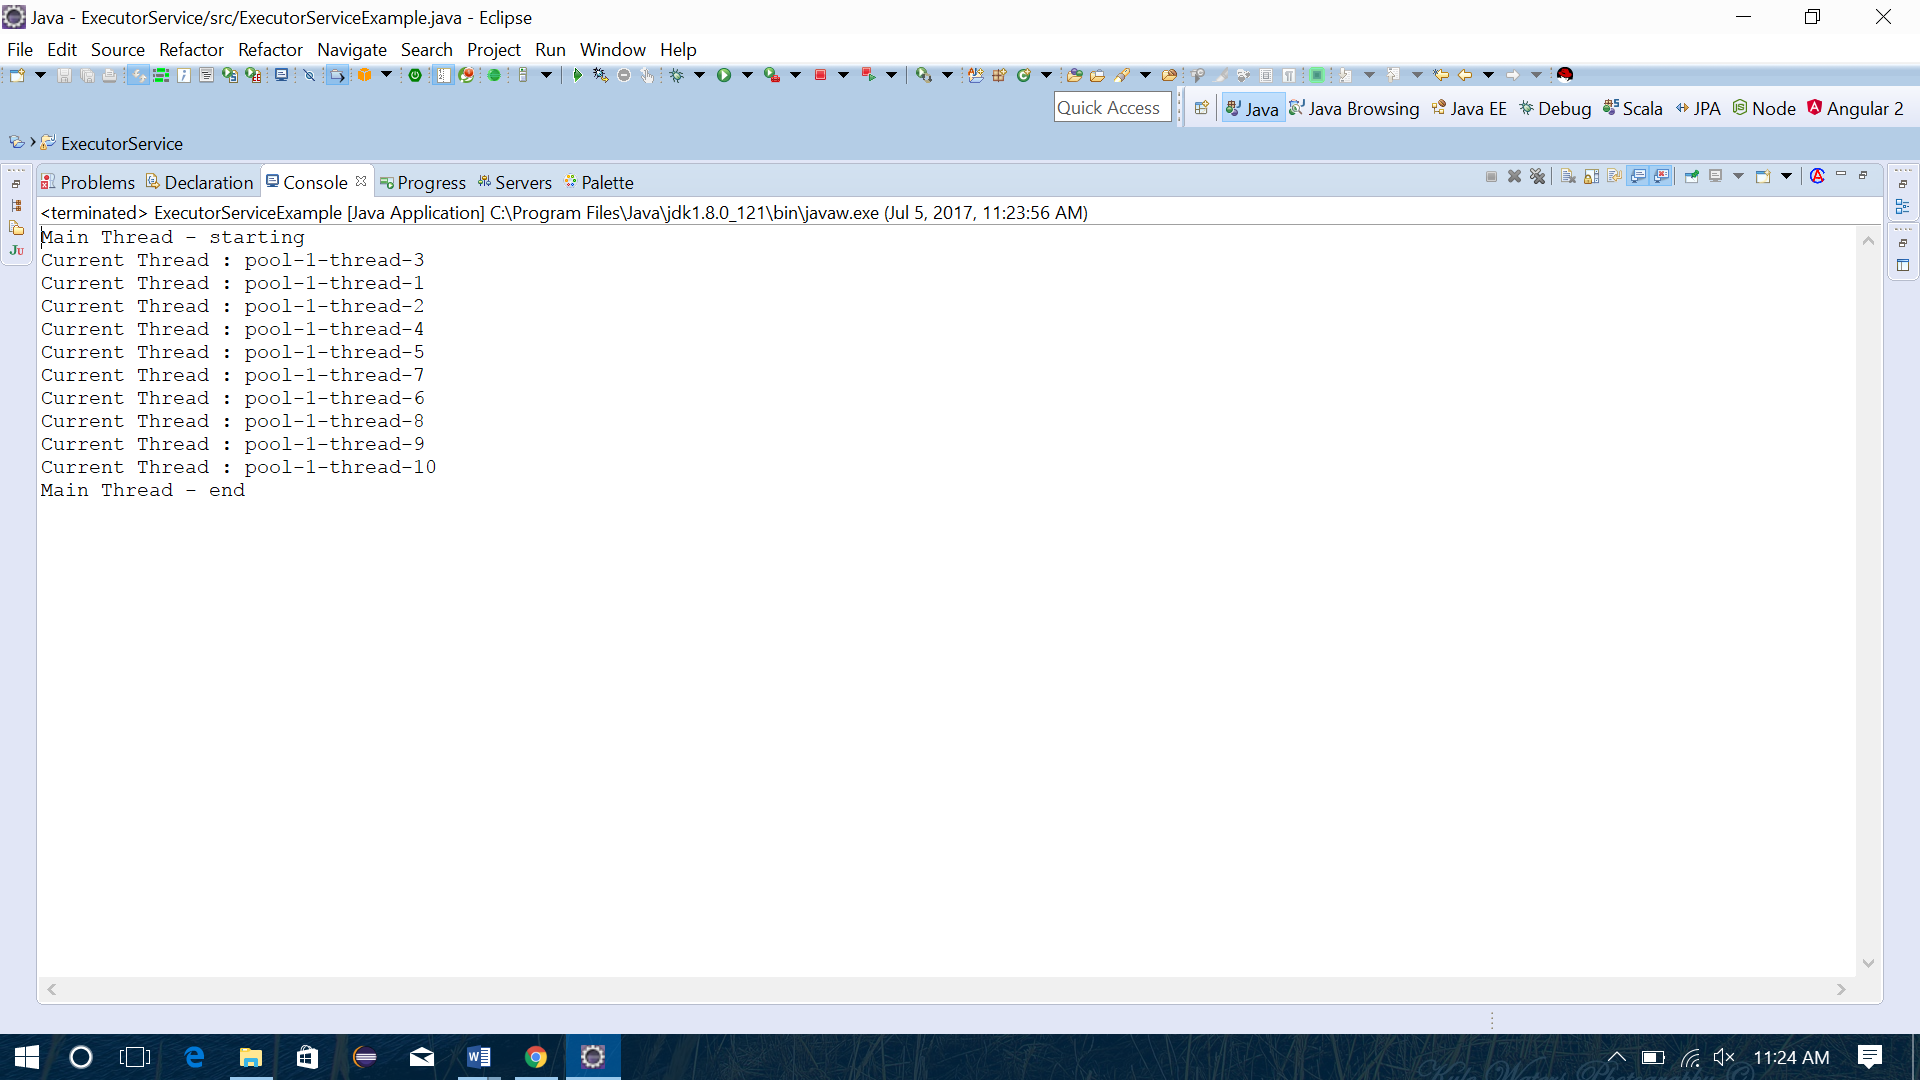 Java - ExecutorService/src/ExecutorServiceExample.java - Eclipse
File Edit Source Refactor Refactor Navigate Search Project Run Window Help
Quick Access Java Java Browsing Java EE Debug Scala JPA Node Angular 2
ExecutorService
Problems Declaration Console Progress Servers Palette
<terminated> ExecutorServiceExample [Java Application] C:\Program Files\Java\jdk1.8.0_121\bin\javaw.exe (Jul 5, 2017, 11:23:56 AM)
Main Thread - starting
Current Thread : pool-1-thread-3
Current Thread : pool-1-thread-1
Current Thread : pool-1-thread-2
Current Thread : pool-1-thread-4
Current Thread : pool-1-thread-5
Current Thread : pool-1-thread-7
Current Thread : pool-1-thread-6
Current Thread : pool-1-thread-8
Current Thread : pool-1-thread-9
Current Thread : pool-1-thread-10
Main Thread - end
11:24 AM